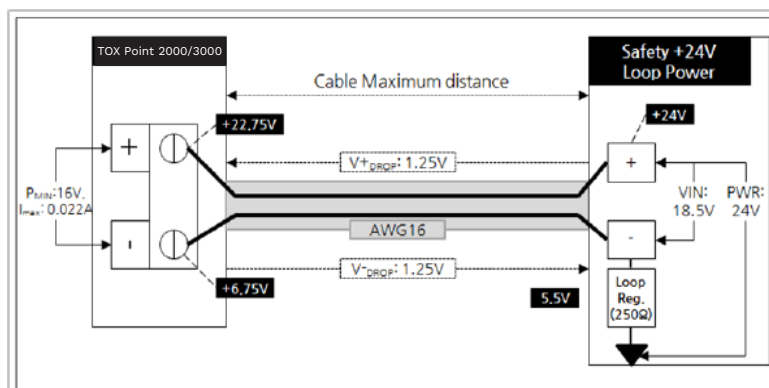 TOX Point 2000/3000
Safety +24V
Loop Power
Cable Maximum distance
+22.75V
+24V
+
V+DROP: 1.25V
+
PMIN:16V.
Imax: 0.022A
VIN:
18.5V
PWR:
24V
-
AWG16
-
V-DROP: 1.25V
+6.75V
5.5V
Loop
Reg.
(250Ω)